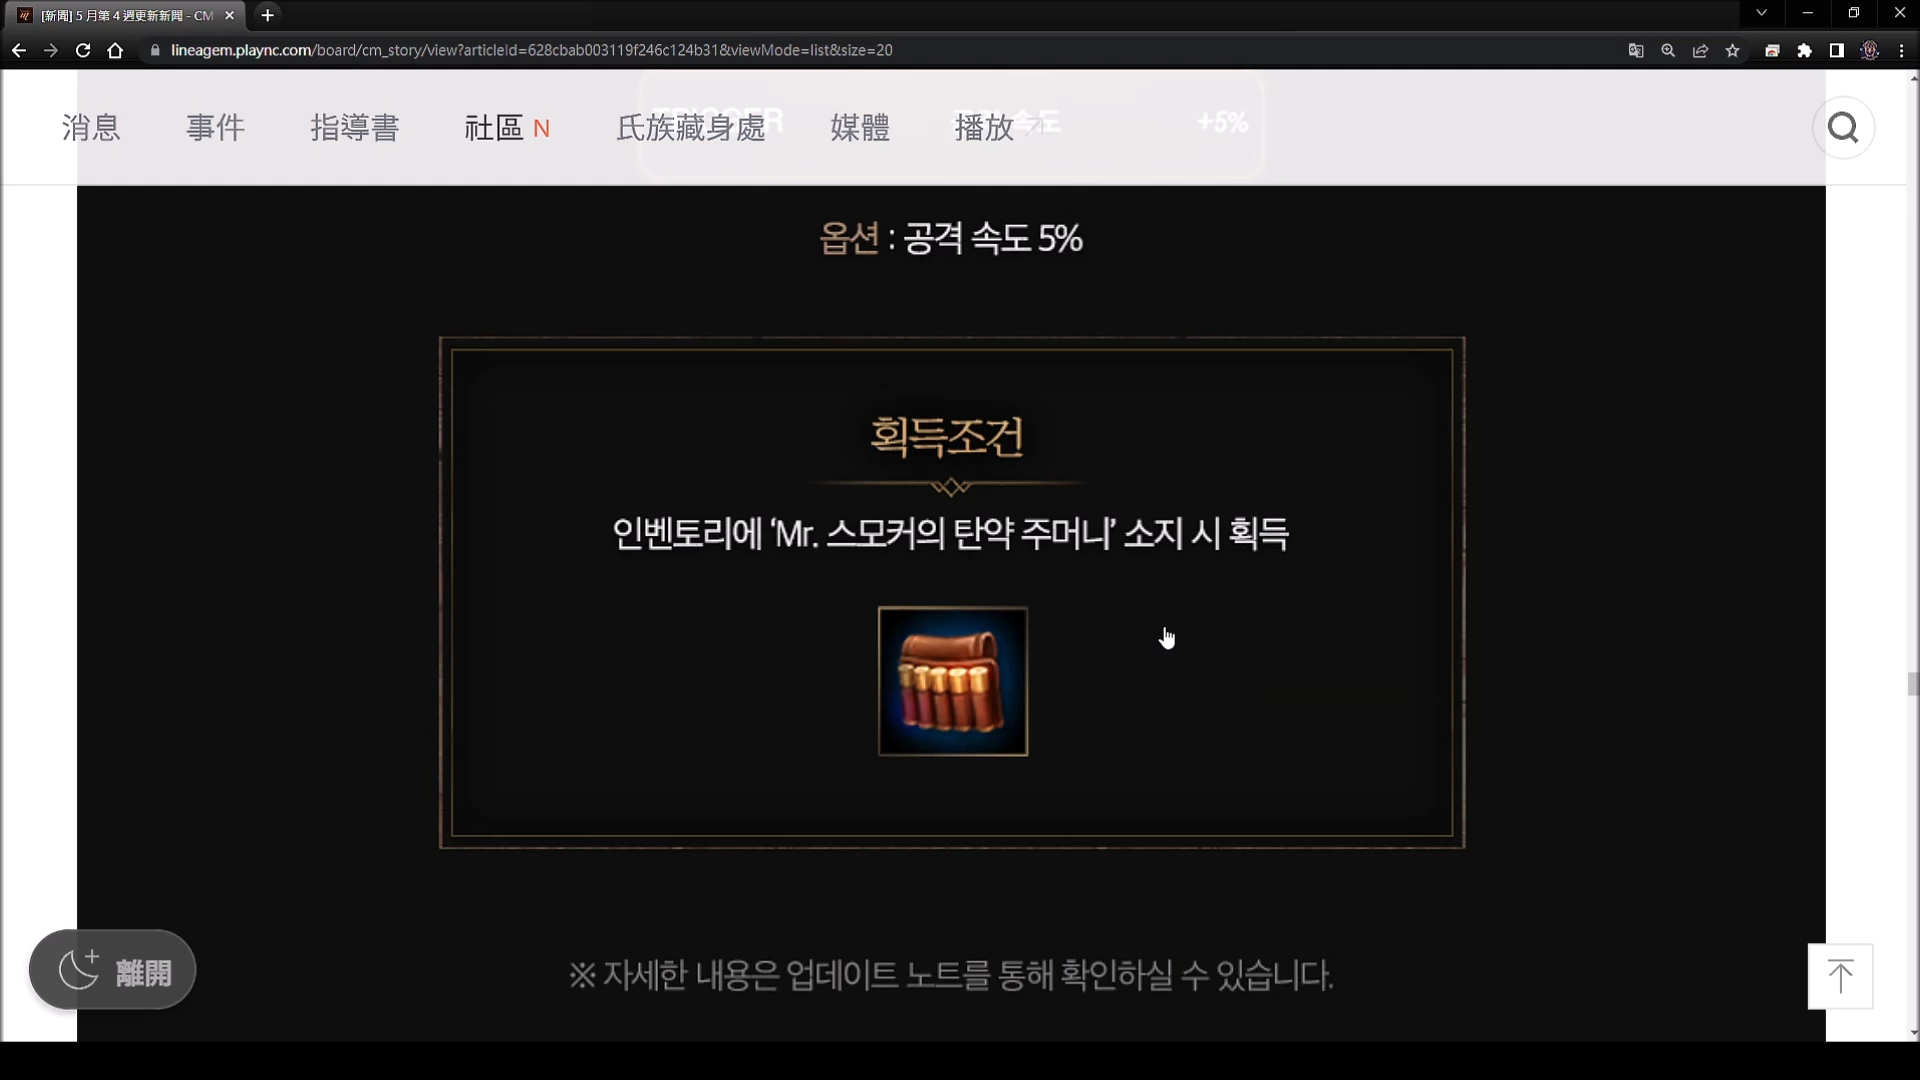 [新聞] 5 月第 4 週更新新聞 - CM
lineagem.plaync.com/board/cm_story/view?articleId=628cbab003119f246c124b31&viewMode=list&size=20
消息 事件 指導書 社區 N 氏族藏身處 媒體 播放
TRIGGER 속도 +5%
옵션 : 공격 속도 5%
획득조건
인벤토리에 ‘Mr. 스모커의 탄약 주머니’ 소지 시 획득
離開
※ 자세한 내용은 업데이트 노트를 통해 확인하실 수 있습니다.